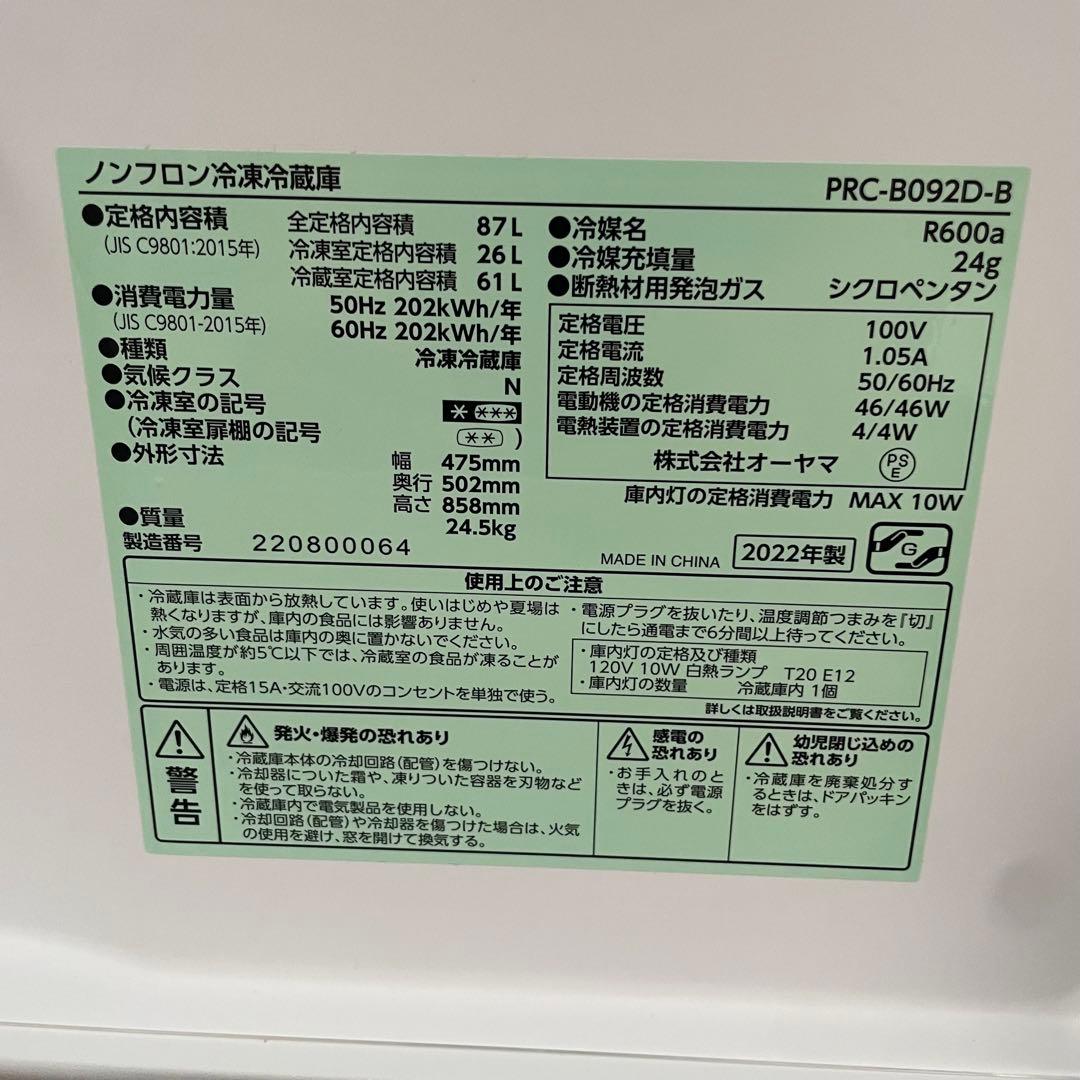 ノンフロン冷凍冷蔵庫
PRC-B092D-B
●定格内容積
(JIS C9801:2015年)
全定格内容積 87L
冷凍室定格内容積 26L
冷蔵室定格内容積 61L
●消費電力量
(JIS C9801-2015年)
50Hz 202kWh/年
60Hz 202kWh/年
●種類 冷凍冷蔵庫
●気候クラス N
●冷凍室の記号 * ***
(冷凍室扉棚の記号 ** )
●外形寸法
幅 475mm
奥行 502mm
高さ 858mm
●質量 24.5kg
製造番号 220800064
●冷媒名 R600a
●冷媒充填量 24g
●断熱材用発泡ガス シクロペンタン
定格電圧 100V
定格電流 1.05A
定格周波数 50/60Hz
電動機の定格消費電力 46/46W
電熱装置の定格消費電力 4/4W
株式会社オーヤマ PSE
庫内灯の定格消費電力 MAX 10W
MADE IN CHINA 2022年製 G
使用上のご注意
・冷蔵庫は表面から放熱しています。使いはじめや夏場は
熱くなりますが、庫内の食品には影響ありません。
・水気の多い食品は庫内の奥に置かないでください。
・周囲温度が約5℃以下では、冷蔵室の食品が凍ることが
あります。
・電源は、定格15A・交流100Vのコンセントを単独で使う。
・電源プラグを抜いたり、温度調節つまみを『切』
にしたら通電まで6分間以上待ってください。
・庫内灯の定格及び種類
120V 10W 白熱ランプ T20 E12
・庫内灯の数量 冷蔵庫内 1個
詳しくは取扱説明書をご覧ください。
警告
発火・爆発の恐れあり
・冷蔵庫本体の冷却回路(配管)を傷つけない。
・冷却器についた霜や、凍りついた容器を刃物など
を使って取らない。
・冷蔵庫内で電気製品を使用しない。
・冷却回路(配管)や冷却器を傷つけた場合は、火気
の使用を避け、窓を開けて換気する。
感電の
恐れあり
・お手入れのと
きは、必ず電源
プラグを抜く。
幼児閉じ込めの
恐れあり
・冷蔵庫を廃棄処分す
るときは、ドアパッキン
をはずす。